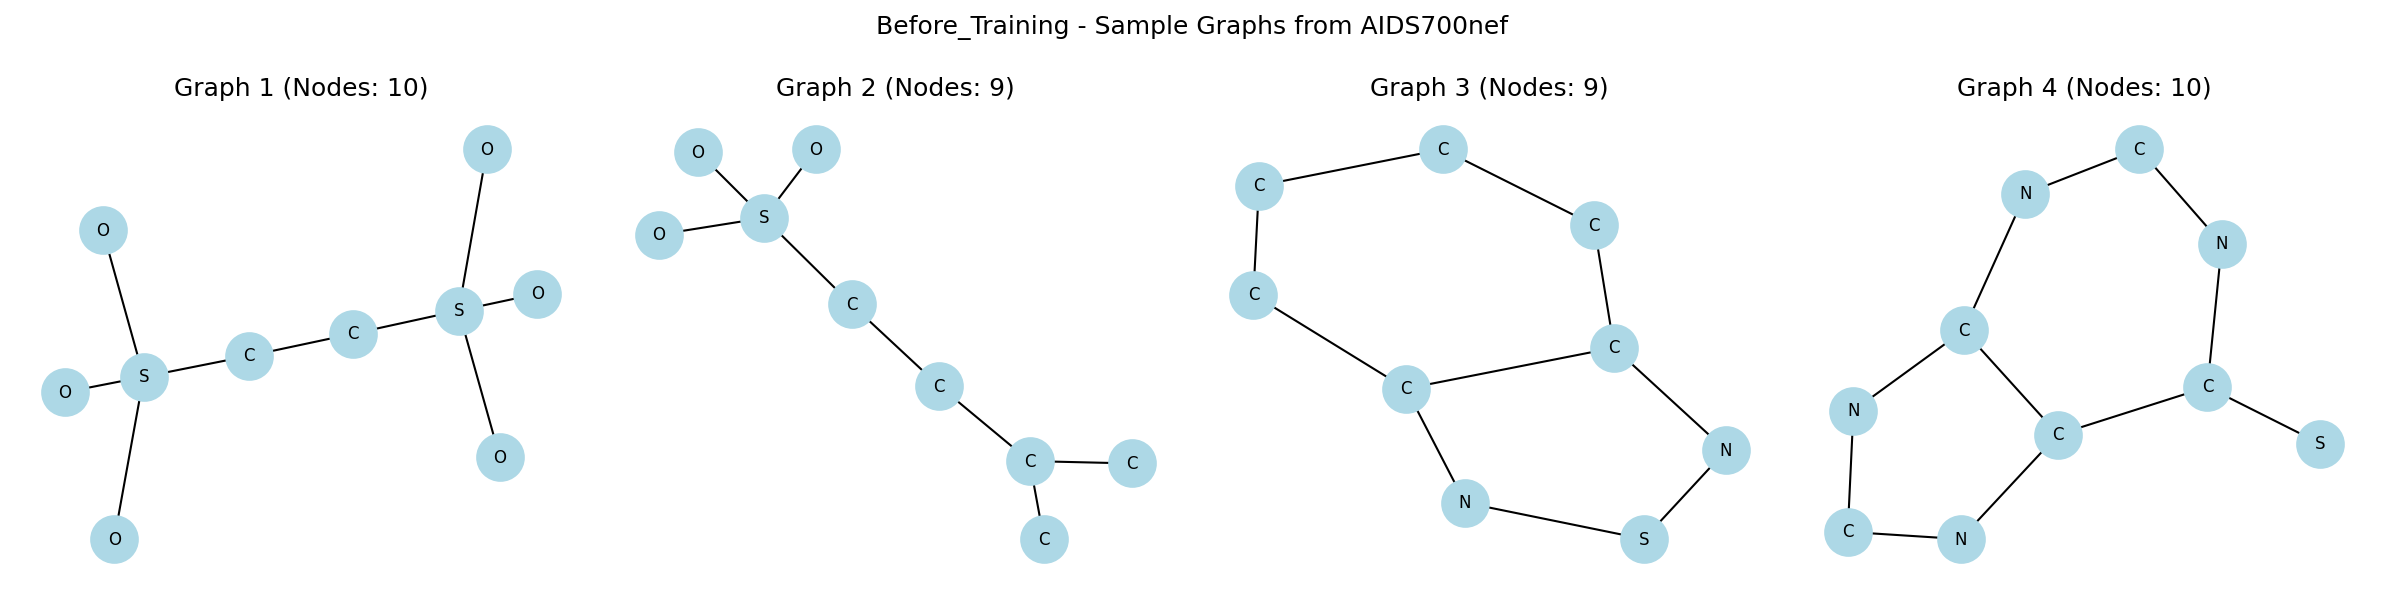 Before_Training - Sample Graphs from AIDS700nef
Graph 1 (Nodes: 10)
O
O
S
O
C
C
S
O
O
O
Graph 2 (Nodes: 9)
O
O
S
O
C
C
C
C
C
Graph 3 (Nodes: 9)
C
C
C
C
C
C
N
N
S
Graph 4 (Nodes: 10)
C
N
N
C
C
N
C
S
C
N